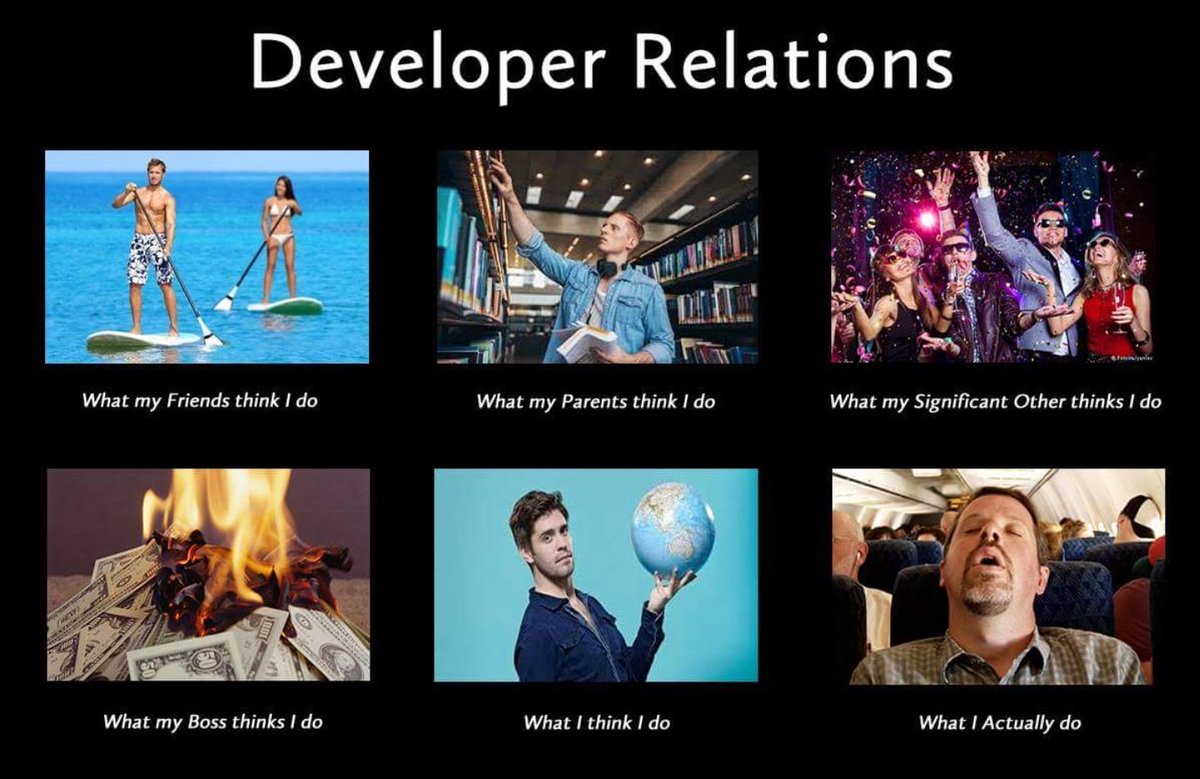 Developer Relations
What my Friends think I do
What my Parents think I do
What my Significant Other thinks I do
What my Boss thinks I do
What I think I do
What I Actually do